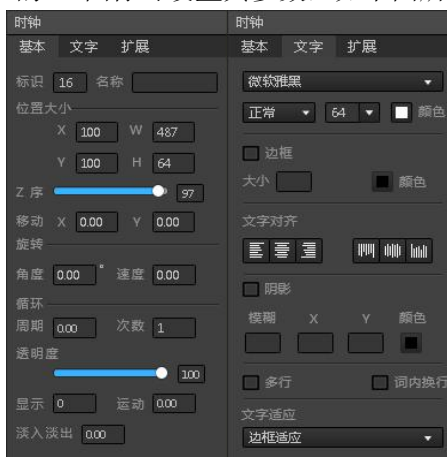 时钟
基本 文字 扩展
标识 16 名称
位置大小
X 100 W 487
Y 100 H 64
Z 序 97
移动 X 0.00 Y 0.00
旋转
角度 0.00 ° 速度 0.00
循环
周期 0.00 次数 1
透明度
100
显示 0 运动 0.00
淡入淡出 0.00
时钟
基本 文字 扩展
微软雅黑
正常 64 颜色
边框
大小 颜色
文字对齐
阴影
模糊 X Y 颜色
多行 词内换行
文字适应
边框适应